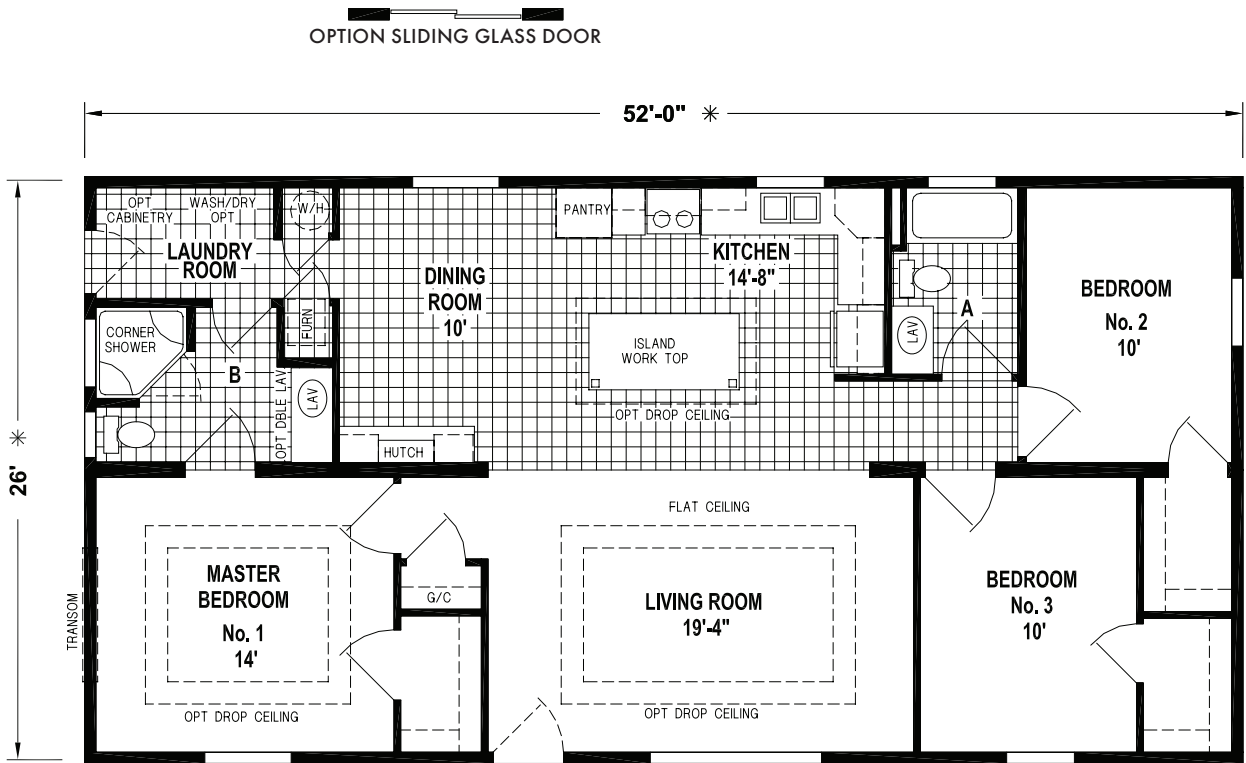 OPTION SLIDING GLASS DOOR
52'-0" ✳
26' ✳
OPT
CABINETRY
WASH/DRY
OPT
W/H
LAUNDRY
ROOM
CORNER
SHOWER
B
FURN
OPT DBLE LAV
LAV
DINING
ROOM
10'
HUTCH
PANTRY
KITCHEN
14'-8"
ISLAND
WORK TOP
OPT DROP CEILING
LAV
A
BEDROOM
No. 2
10'
TRANSOM
MASTER
BEDROOM
No. 1
14'
OPT DROP CEILING
G/C
FLAT CEILING
LIVING ROOM
19'-4"
OPT DROP CEILING
BEDROOM
No. 3
10'